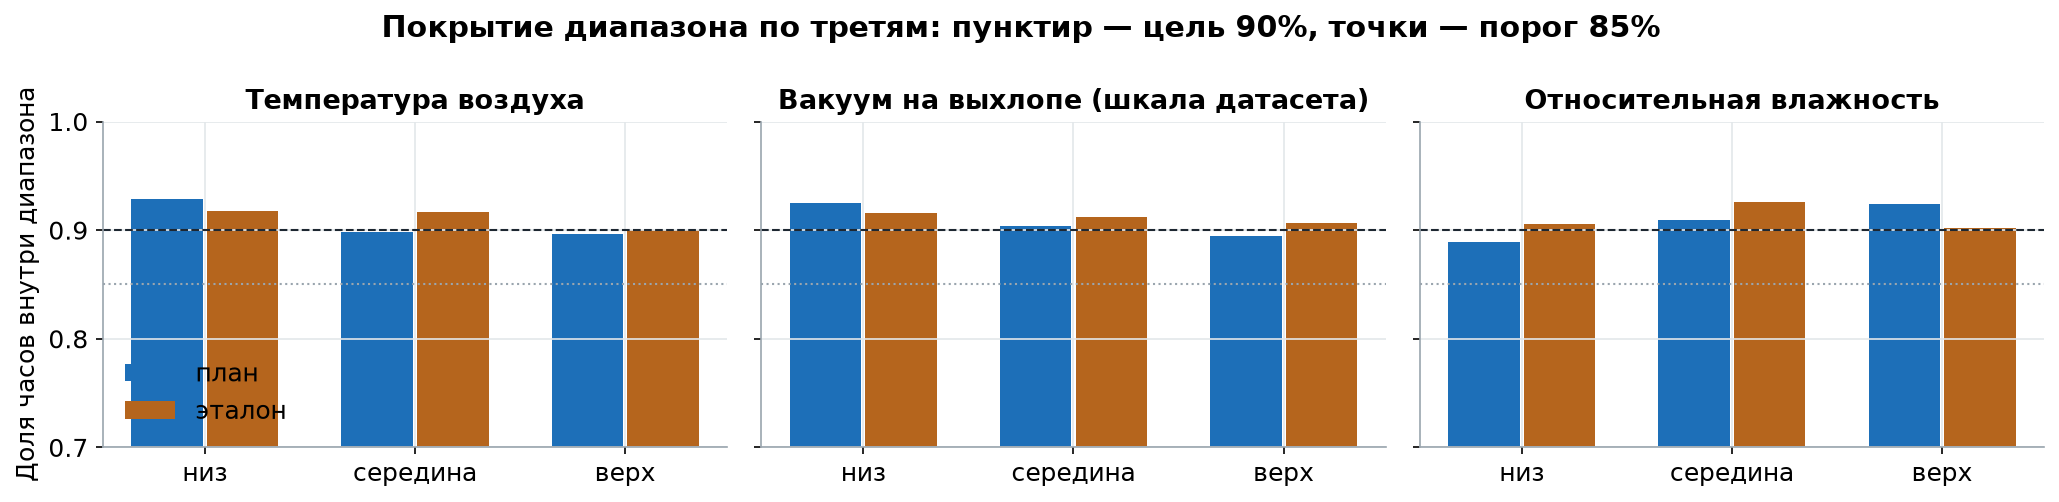 Покрытие диапазона по третям: пунктир — цель 90%, точки — порог 85%
Доля часов внутри диапазона
Температура воздуха
1.0
0.9
0.8
0.7
план
эталон
низ
середина
верх
Вакуум на выхлопе (шкала датасета)
низ
середина
верх
Относительная влажность
низ
середина
верх